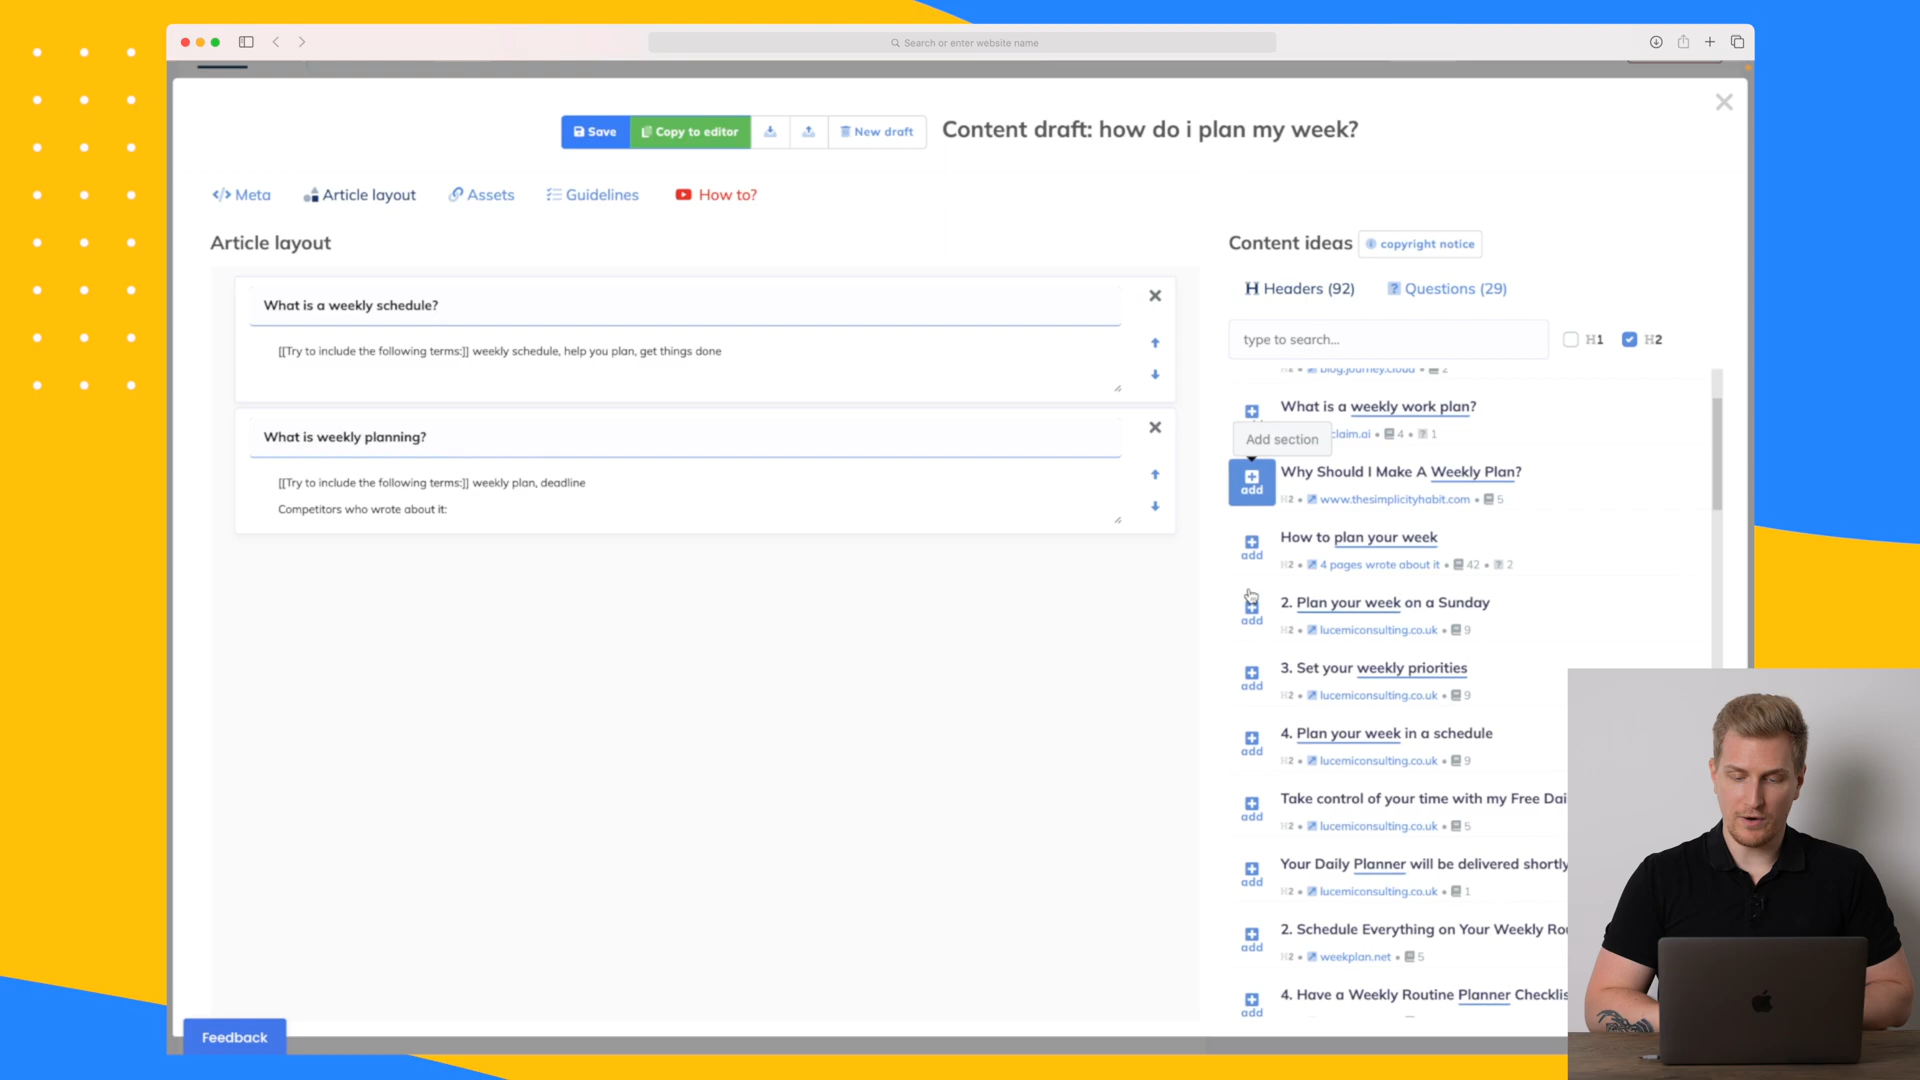 Search or enter website name
Save
Copy to editor
New draft
Content draft: how do i plan my week?
</> Meta
Article layout
Assets
Guidelines
How to?
Article layout
Content ideas
copyright notice
H Headers (92)
Questions (29)
type to search...
H1
H2
What is a weekly schedule?
[[Try to include the following terms:]] weekly schedule, help you plan, get things done
What is weekly planning?
[[Try to include the following terms:]] weekly plan, deadline
Competitors who wrote about it:
H2 • blog.journey.cloud • 2
What is a weekly work plan?
claim.ai • 4 • 1
Add section
add
Why Should I Make A Weekly Plan?
H2 • www.thesimplicityhabit.com • 5
add
How to plan your week
H2 • 4 pages wrote about it • 42 • 2
add
2. Plan your week on a Sunday
H2 • lucemiconsulting.co.uk • 9
add
3. Set your weekly priorities
H2 • lucemiconsulting.co.uk • 9
add
4. Plan your week in a schedule
H2 • lucemiconsulting.co.uk • 9
add
Take control of your time with my Free Dai
H2 • lucemiconsulting.co.uk • 5
add
Your Daily Planner will be delivered shortly
H2 • lucemiconsulting.co.uk • 1
add
2. Schedule Everything on Your Weekly Ro
H2 • weekplan.net • 5
add
4. Have a Weekly Routine Planner Checklis
Feedback